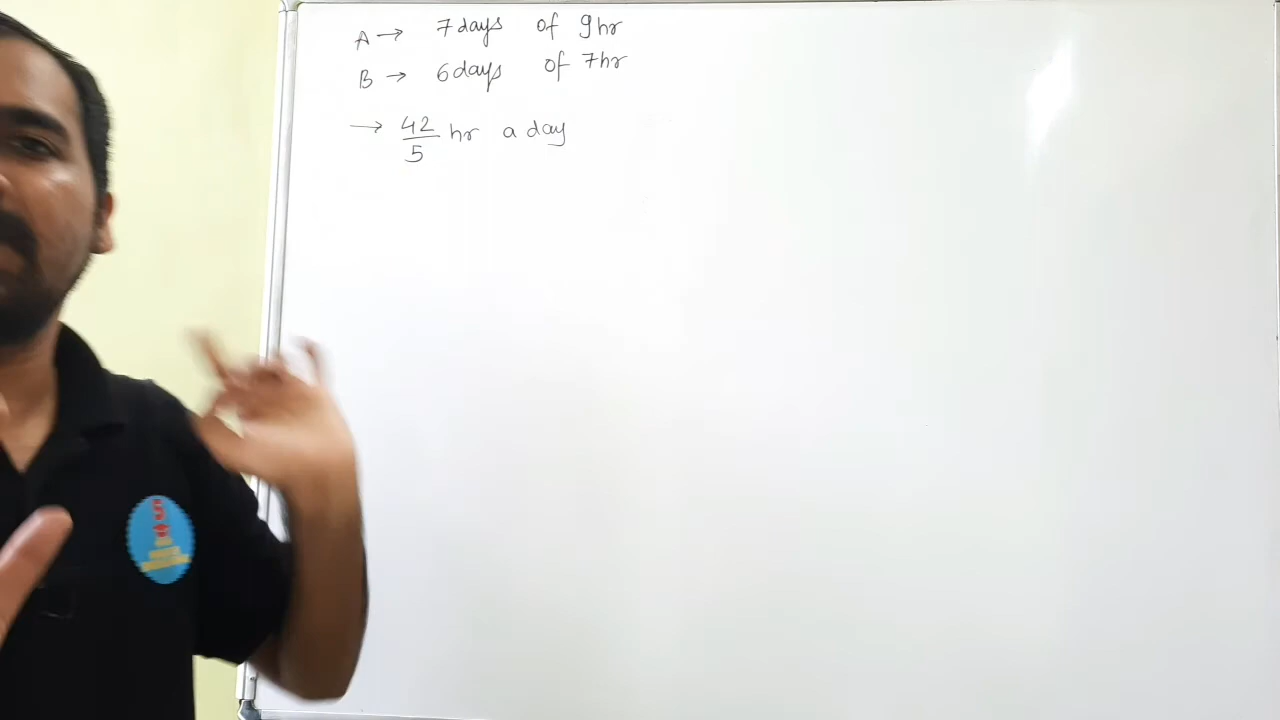 A → 7 days of 9 hr
B → 6 days of 7 hr
→ 42/5 hr a day
S